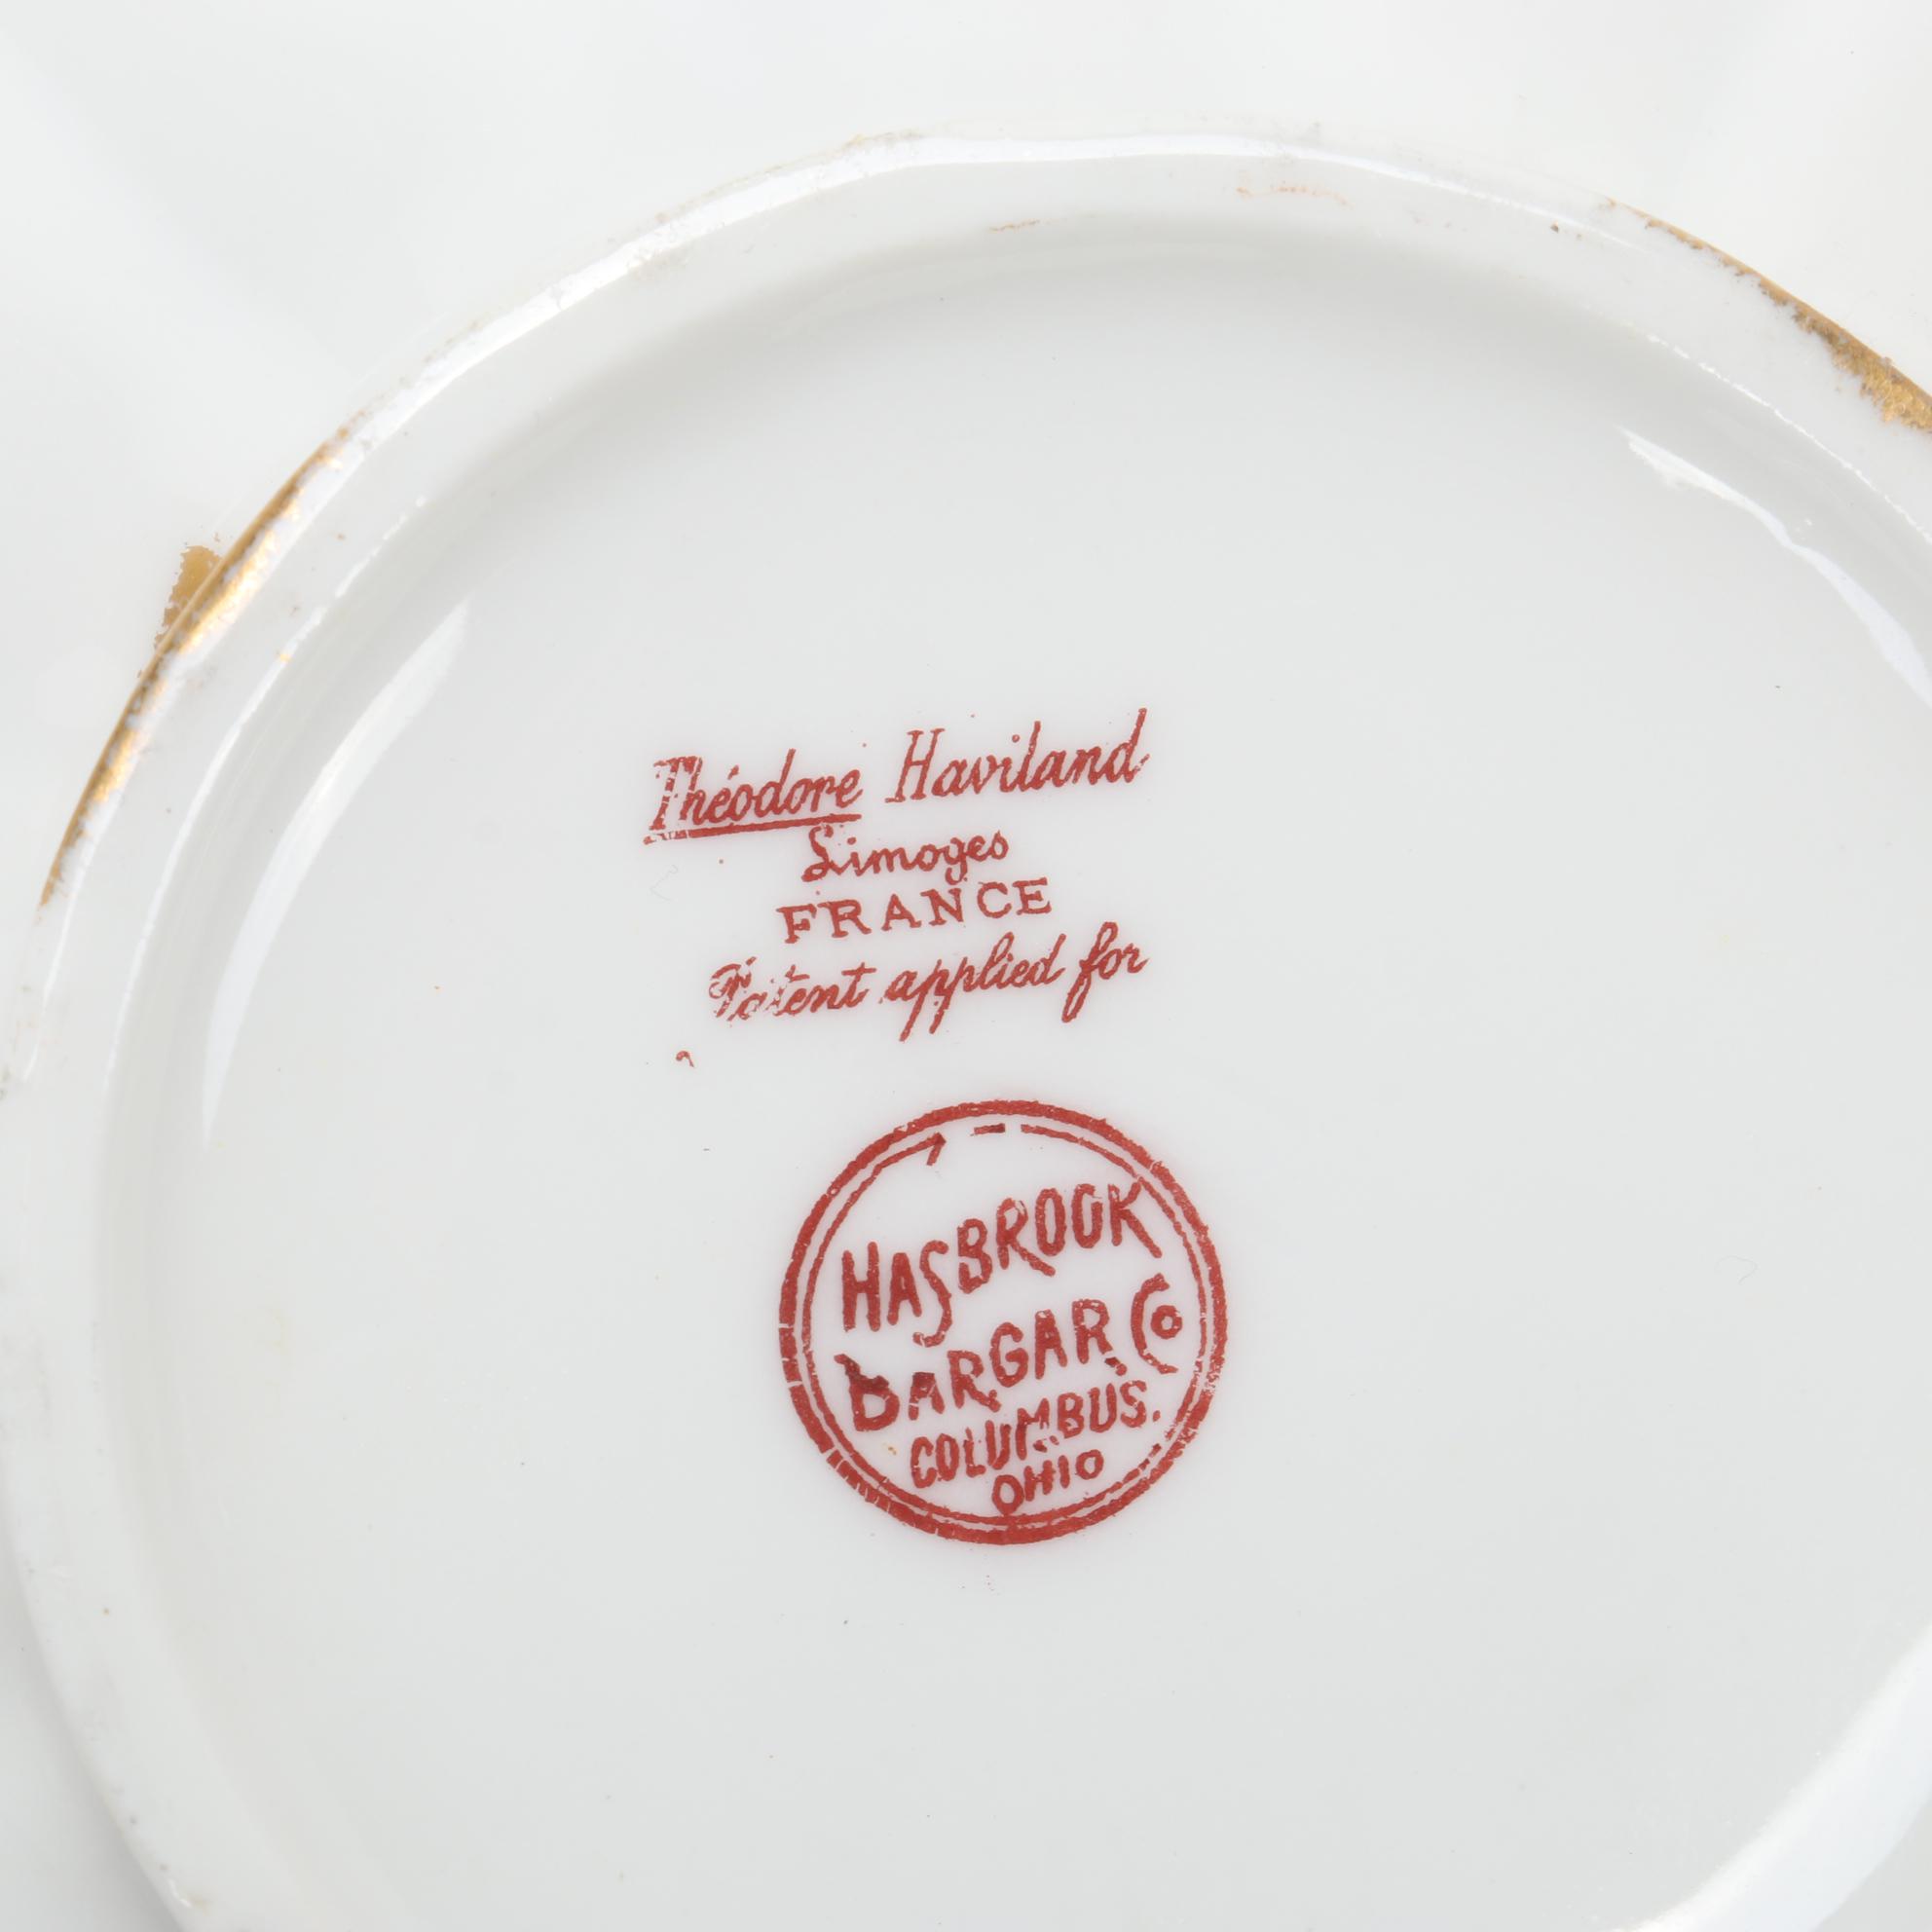 Théodore Haviland
Limoges
FRANCE
Patent applied for
HASBROOK
BARGAR Co
COLUMBUS.
OHIO